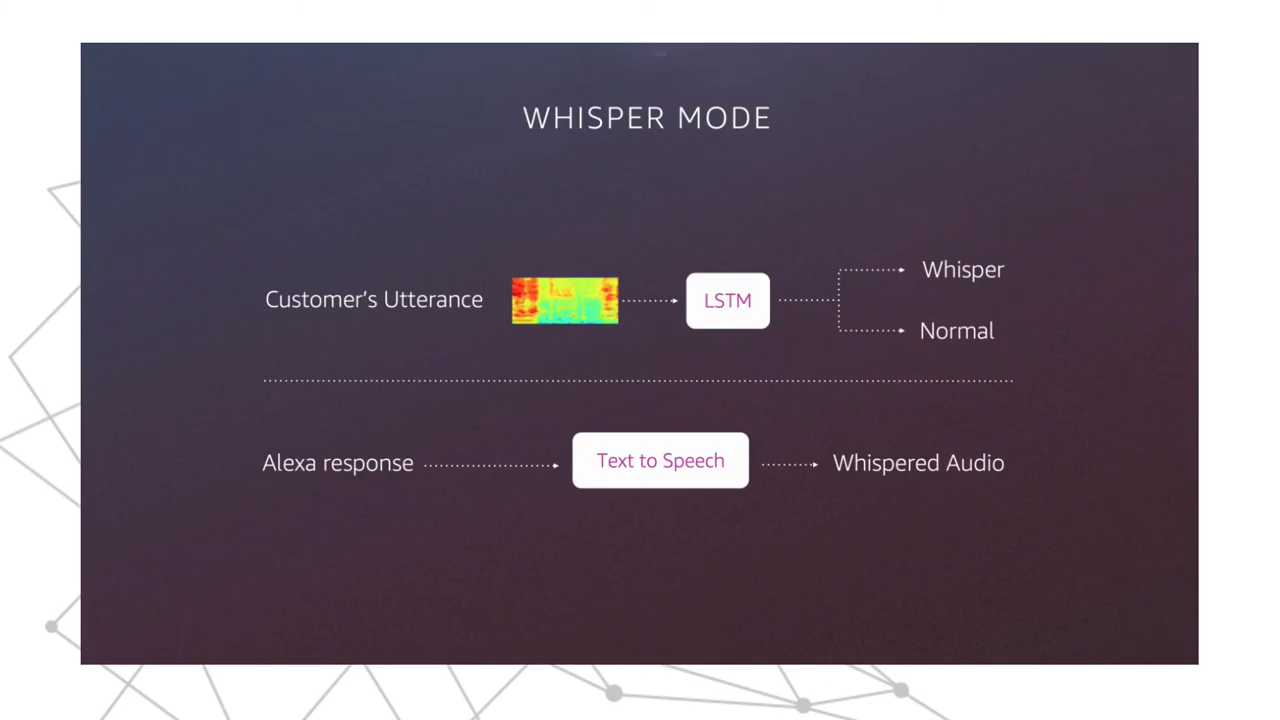 WHISPER MODE
Customer’s Utterance
LSTM
Whisper
Normal
Alexa response
Text to Speech
Whispered Audio